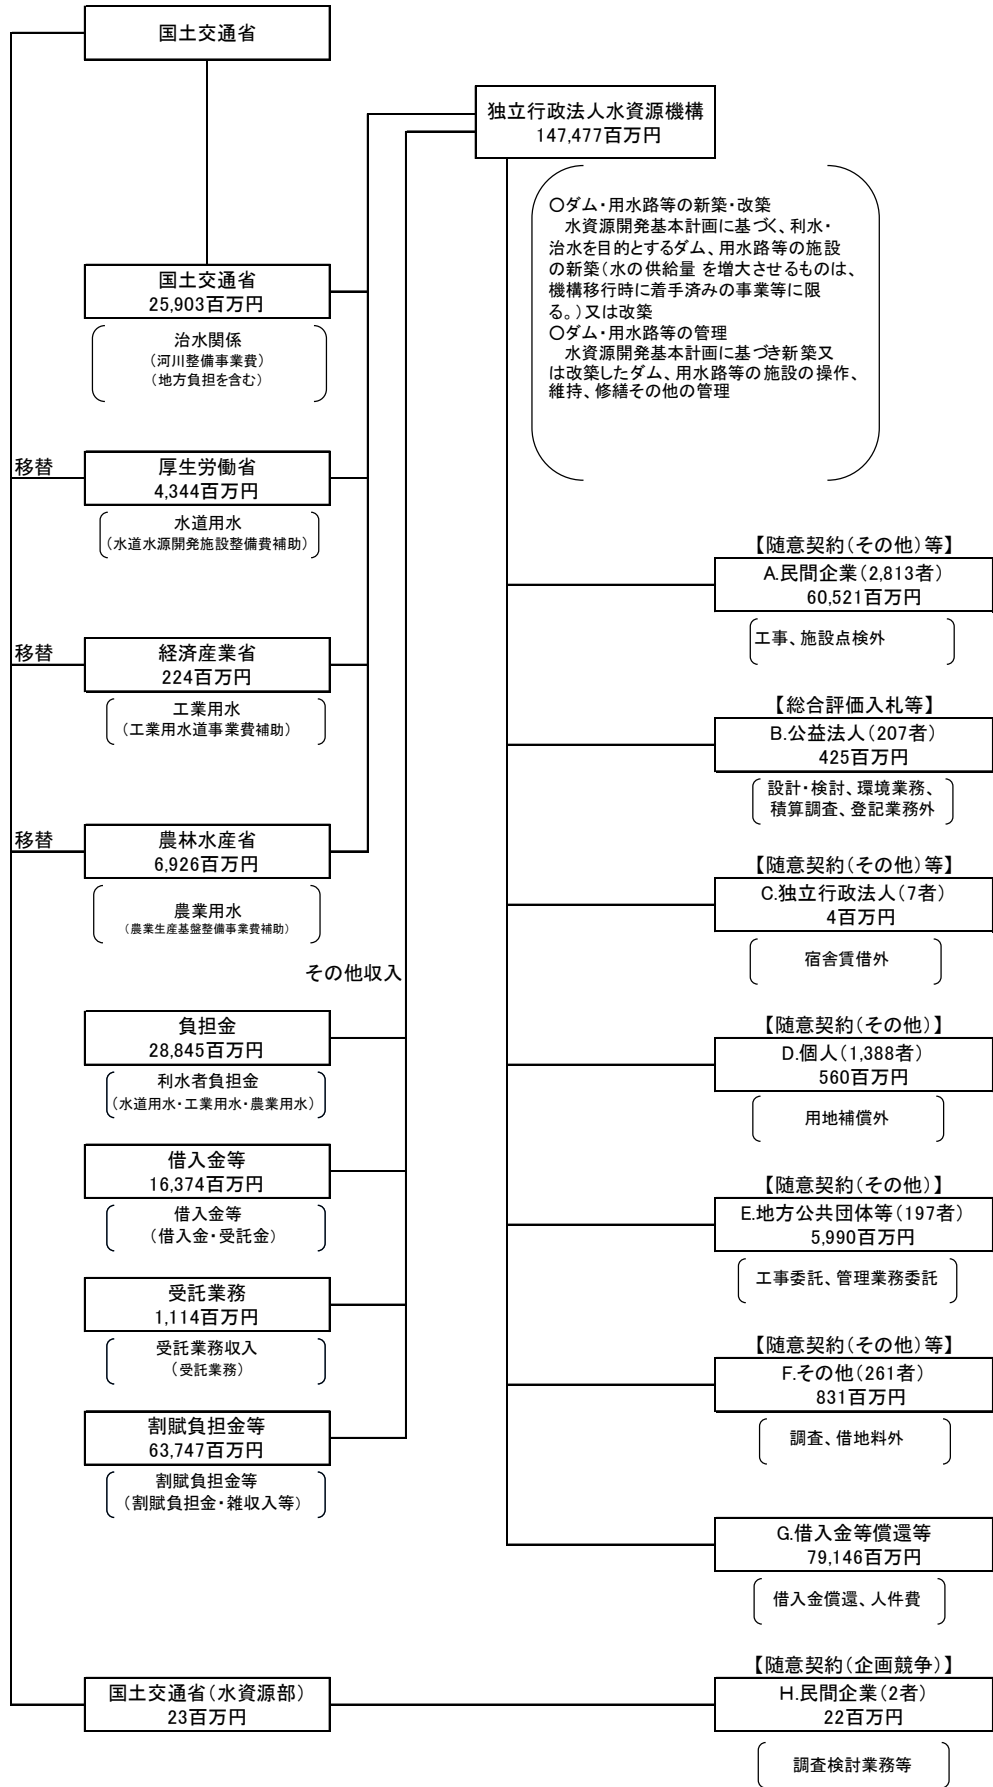 国土交通省
独立行政法人水資源機構
147,477百万円
○ダム・用水路等の新築・改築
水資源開発基本計画に基づく、利水・
治水を目的とするダム、用水路等の施設
の新築(水の供給量 を増大させるものは、
機構移行時に着手済みの事業等に限
る。)又は改築
○ダム・用水路等の管理
水資源開発基本計画に基づき新築又
は改築したダム、用水路等の施設の操作、
維持、修繕その他の管理
国土交通省
25,903百万円
治水関係
(河川整備事業費)
(地方負担を含む)
移替
厚生労働省
4,344百万円
水道用水
(水道水源開発施設整備費補助)
移替
経済産業省
224百万円
工業用水
(工業用水道事業費補助)
移替
農林水産省
6,926百万円
農業用水
(農業生産基盤整備事業費補助)
その他収入
負担金
28,845百万円
利水者負担金
(水道用水・工業用水・農業用水)
借入金等
16,374百万円
借入金等
(借入金・受託金)
受託業務
1,114百万円
受託業務収入
(受託業務)
割賦負担金等
63,747百万円
割賦負担金等
(割賦負担金・雑収入等)
【随意契約(その他)等】
A.民間企業(2,813者)
60,521百万円
工事、施設点検外
【総合評価入札等】
B.公益法人(207者)
425百万円
設計・検討、環境業務、
積算調査、登記業務外
【随意契約(その他)等】
C.独立行政法人(7者)
4百万円
宿舎賃借外
【随意契約(その他)】
D.個人(1,388者)
560百万円
用地補償外
【随意契約(その他)】
E.地方公共団体等(197者)
5,990百万円
工事委託、管理業務委託
【随意契約(その他)等】
F.その他(261者)
831百万円
調査、借地料外
G.借入金等償還等
79,146百万円
借入金償還、人件費
国土交通省(水資源部)
23百万円
【随意契約(企画競争)】
H.民間企業(2者)
22百万円
調査検討業務等